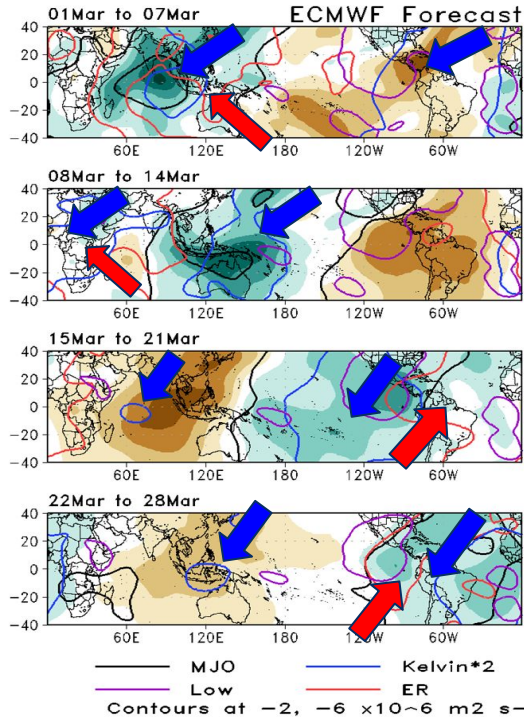 01Mar to 07Mar ECMWF Forecast
40
20
0
-20
-40
60E 120E 180 120W 60W
08Mar to 14Mar
40
20
0
-20
-40
60E 120E 180 120W 60W
15Mar to 21Mar
40
20
0
-20
-40
60E 120E 180 120W 60W
22Mar to 28Mar
40
20
0
-20
-40
60E 120E 180 120W 60W
MJO Kelvin*2
Low ER
Contours at -2, -6 x10~6 m2 s-